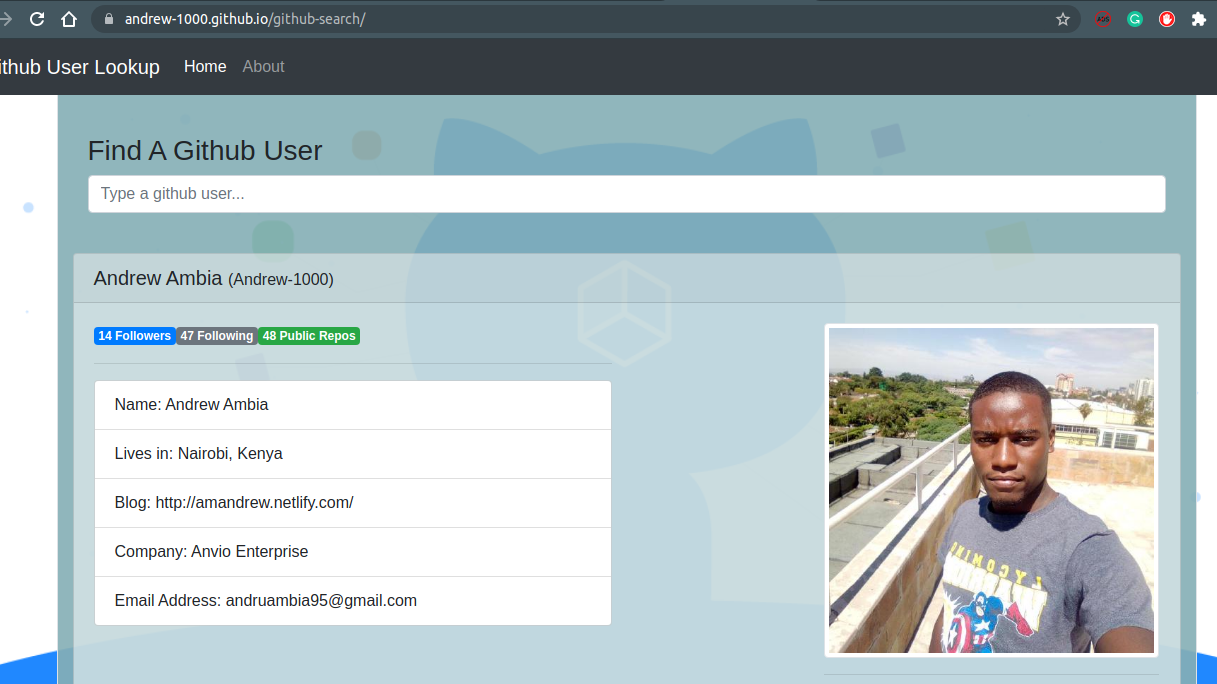 andrew-1000.github.io/github-search/
ithub User Lookup Home About
Find A Github User
Type a github user...
Andrew Ambia (Andrew-1000)
14 Followers 47 Following 48 Public Repos
Name: Andrew Ambia
Lives in: Nairobi, Kenya
Blog: http://amandrew.netlify.com/
Company: Anvio Enterprise
Email Address: andruambia95@gmail.com
LYCOMING